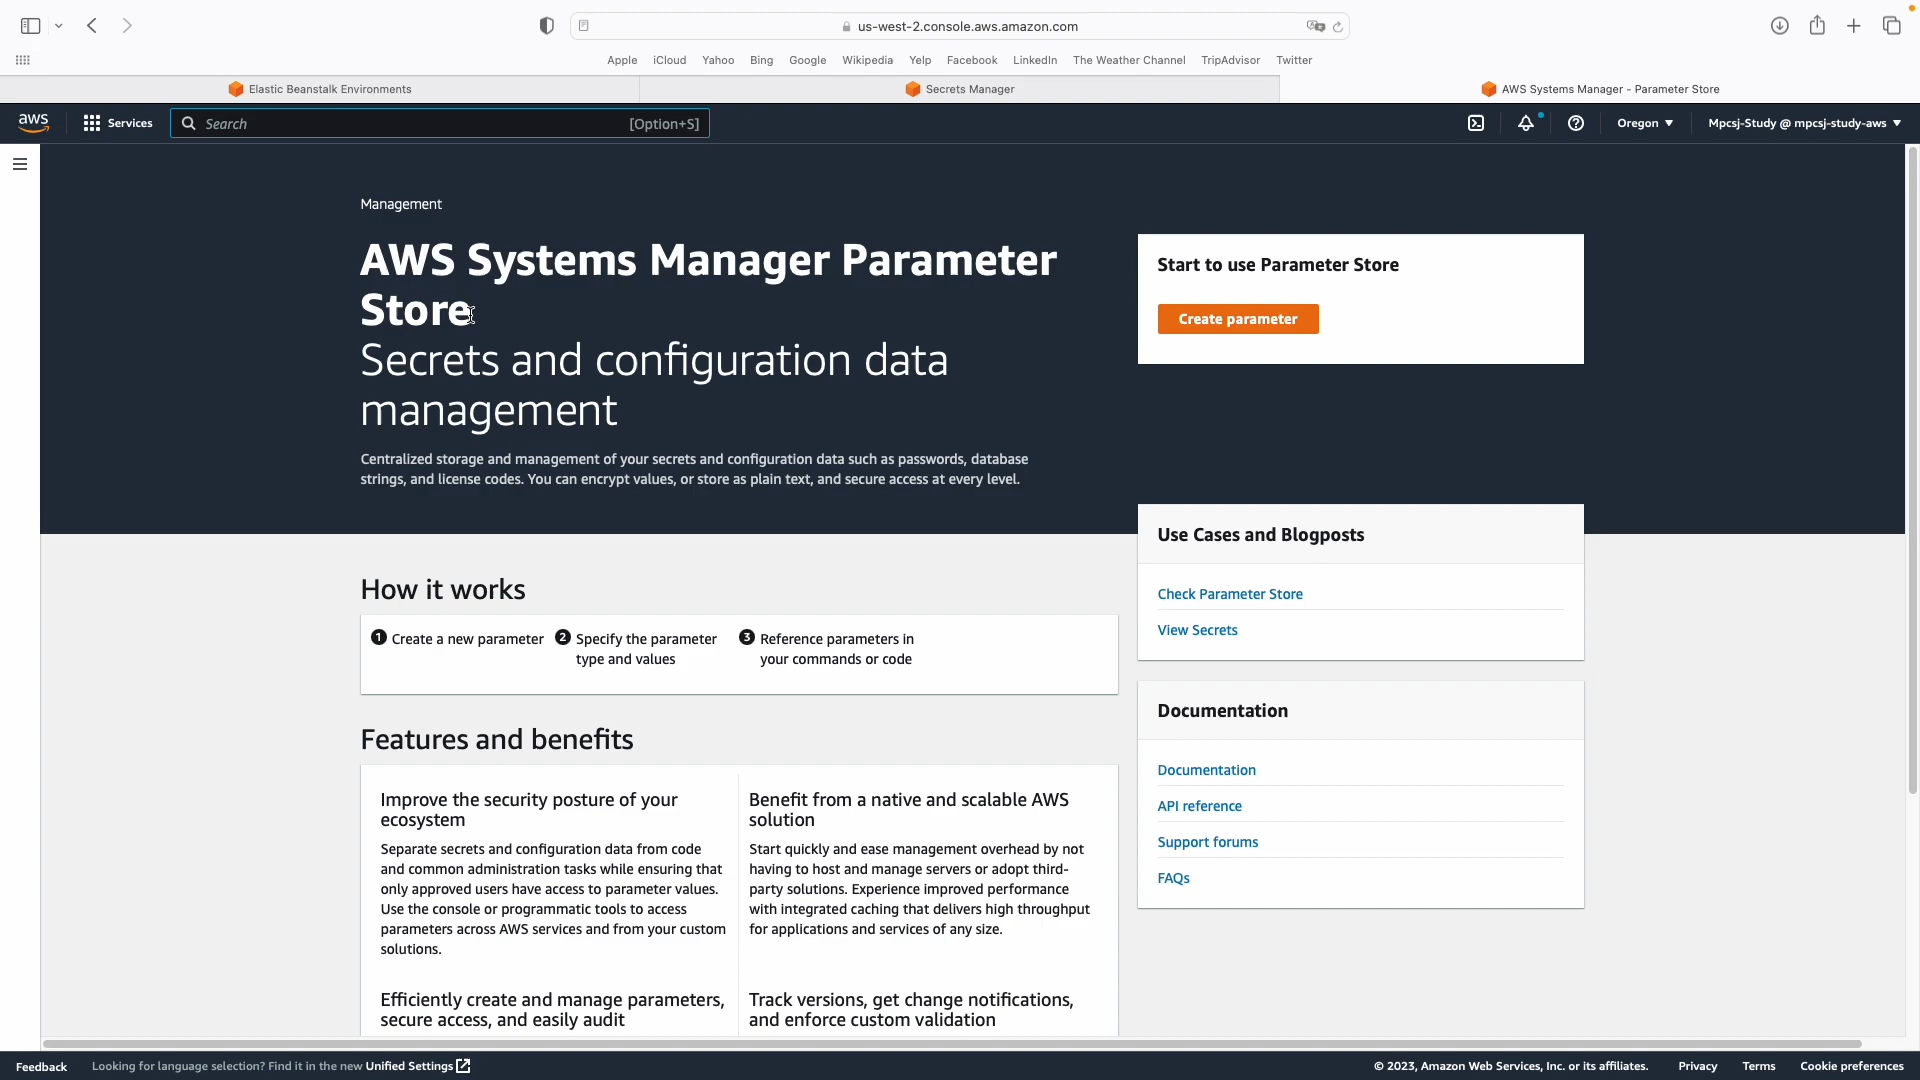 us-west-2.console.aws.amazon.com
Apple iCloud Yahoo Bing Google Wikipedia Yelp Facebook LinkedIn The Weather Channel TripAdvisor Twitter
Elastic Beanstalk Environments Secrets Manager AWS Systems Manager - Parameter Store
aws Services Search [Option+S] Oregon Mpcsj-Study @ mpcsj-study-aws
Management
AWS Systems Manager Parameter
Store
Secrets and configuration data
management
Centralized storage and management of your secrets and configuration data such as passwords, database
strings, and license codes. You can encrypt values, or store as plain text, and secure access at every level.
Start to use Parameter Store
Create parameter
How it works
1 Create a new parameter
2 Specify the parameter
type and values
3 Reference parameters in
your commands or code
Features and benefits
Improve the security posture of your
ecosystem
Separate secrets and configuration data from code
and common administration tasks while ensuring that
only approved users have access to parameter values.
Use the console or programmatic tools to access
parameters across AWS services and from your custom
solutions.
Benefit from a native and scalable AWS
solution
Start quickly and ease management overhead by not
having to host and manage servers or adopt third-
party solutions. Experience improved performance
with integrated caching that delivers high throughput
for applications and services of any size.
Efficiently create and manage parameters,
secure access, and easily audit
Track versions, get change notifications,
and enforce custom validation
Use Cases and Blogposts
Check Parameter Store
View Secrets
Documentation
Documentation
API reference
Support forums
FAQs
Feedback Looking for language selection? Find it in the new Unified Settings © 2023, Amazon Web Services, Inc. or its affiliates. Privacy Terms Cookie preferences